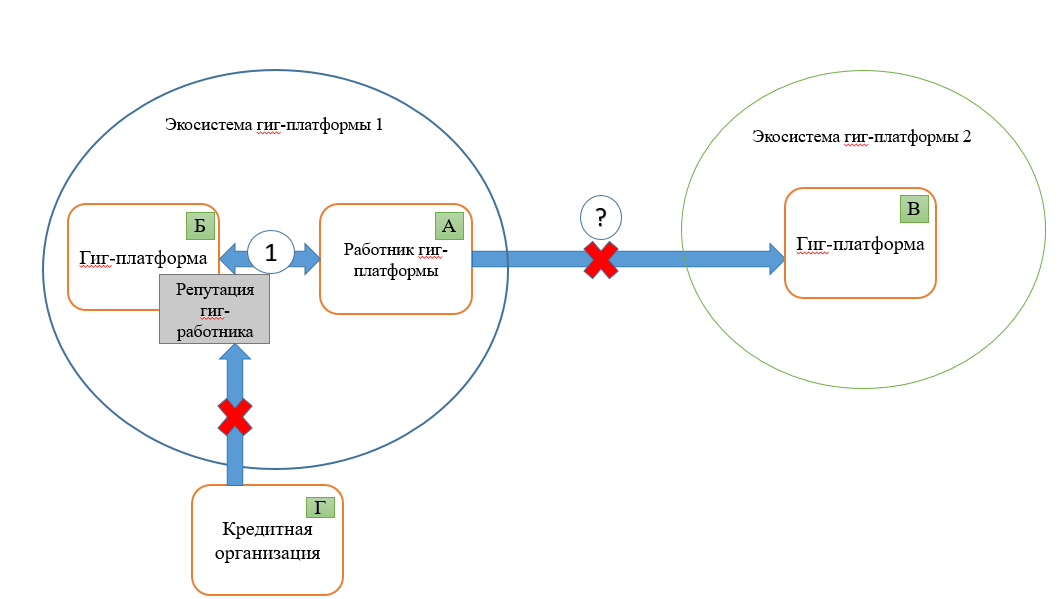 Экосистема гиг-платформы 1
Экосистема гиг-платформы 2
Б
Гиг-платформа
1
А
Работник гиг-
платформы
?
В
Гиг-платформа
Репутация
гиг-
работника
Г
Кредитная
организация